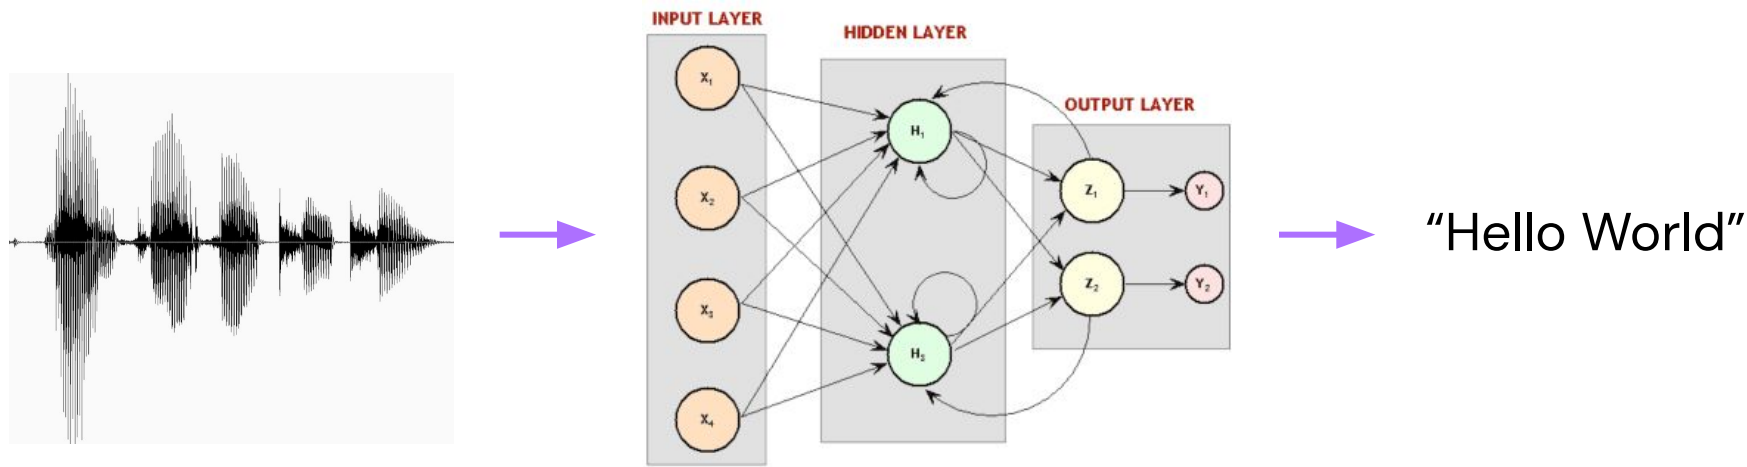 INPUT LAYER
HIDDEN LAYER
OUTPUT LAYER
X₁
X₂
X₃
X₄
H₁
H₂
Z₁
Z₂
Y₁
Y₂
“Hello World”